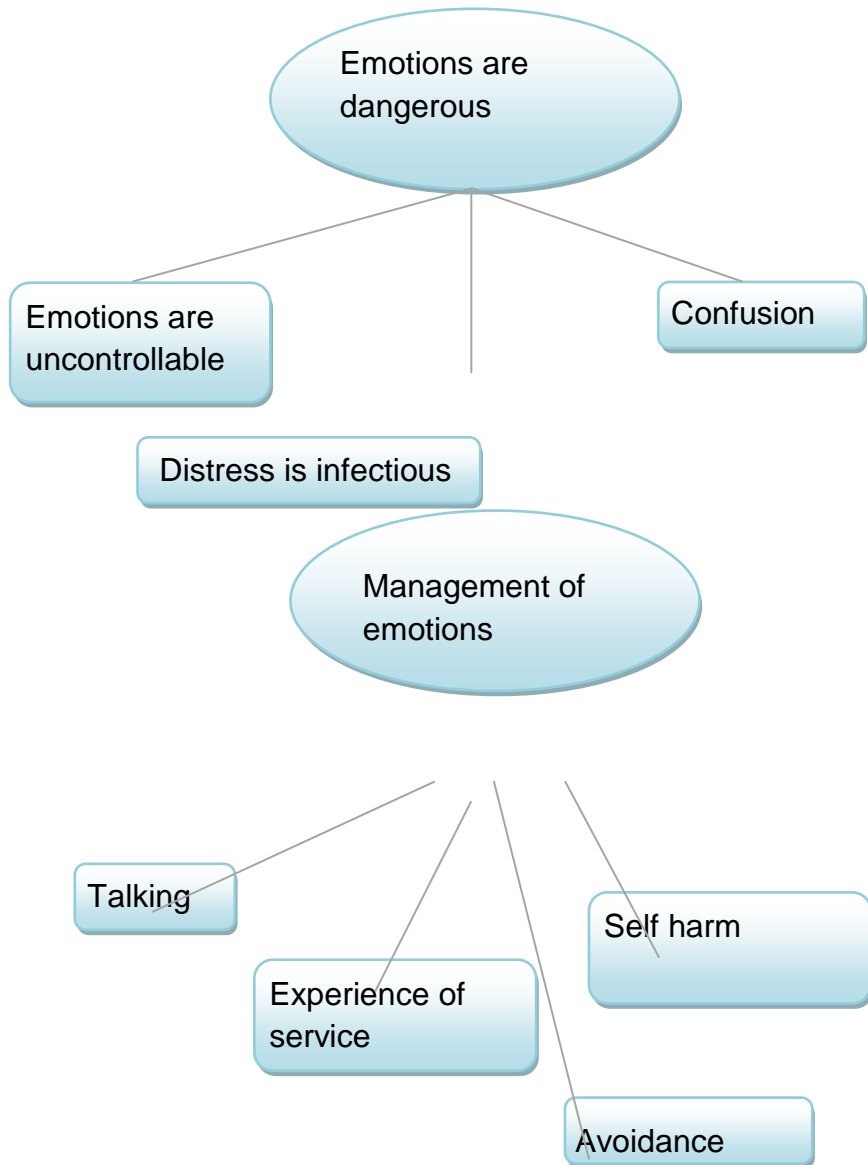 Emotions are
dangerous
Emotions are
uncontrollable
Confusion
Distress is infectious
Management of
emotions
Talking
Self harm
Experience of
service
Avoidance